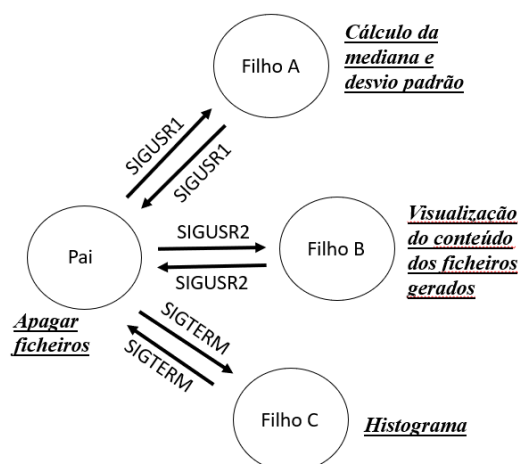 Cálculo da
mediana e
desvio padrão
Filho A
SIGUSR1
SIGUSR1
Pai
SIGUSR2
SIGUSR2
Filho B
Visualização
do conteúdo
dos ficheiros
gerados
Apagar
ficheiros
SIGTERM
SIGTERM
Filho C
Histograma